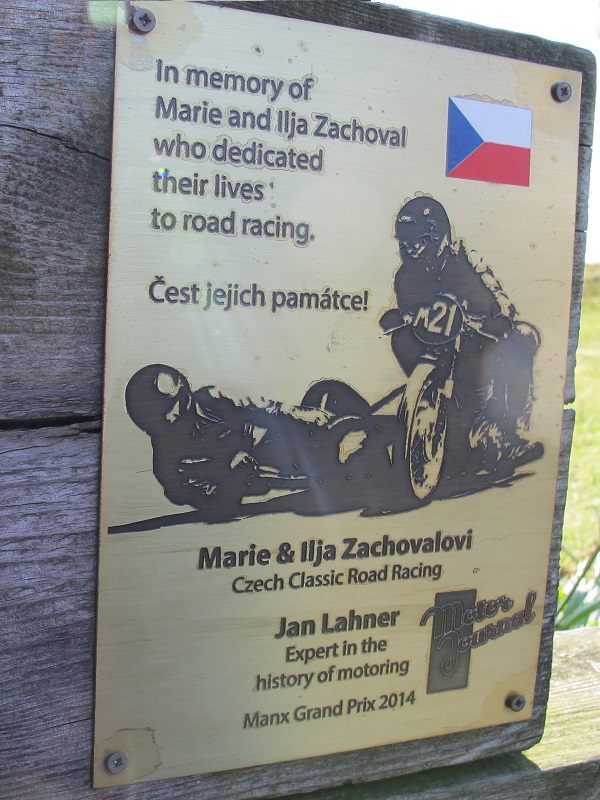 In memory of
Marie and Ilja Zachoval
who dedicated
their lives
to road racing.
Čest jejich památce!
M21
Marie & Ilja Zachovalovi
Czech Classic Road Racing
Jan Lahner
Expert in the
history of motoring
Motor
Journal
Manx Grand Prix 2014